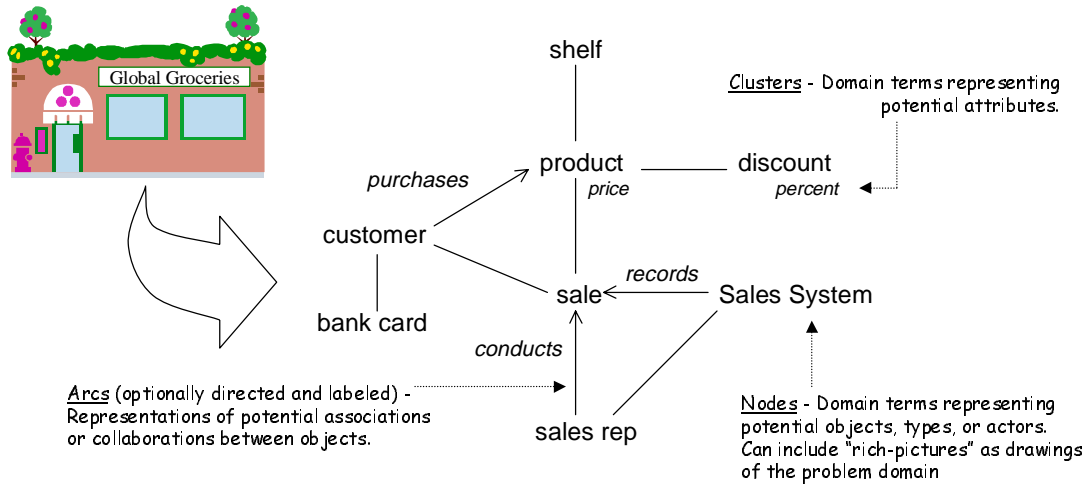 Global Groceries
shelf
Clusters - Domain terms representing
potential attributes.
product
price
discount
percent
purchases
customer
records
sale
Sales System
bank card
conducts
Arcs (optionally directed and labeled) -
Representations of potential associations
or collaborations between objects.
sales rep
Nodes - Domain terms representing
potential objects, types, or actors.
Can include “rich-pictures” as drawings
of the problem domain